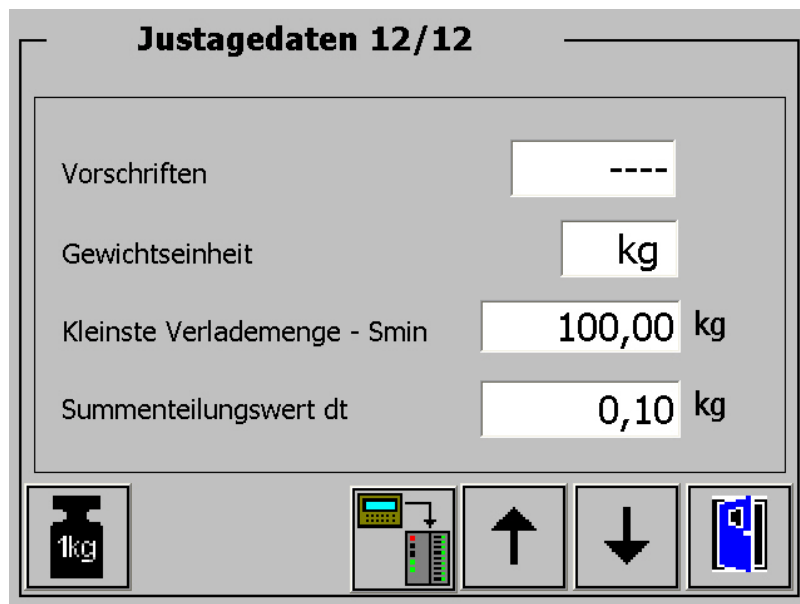 Justagedaten 12/12
Vorschriften ----
Gewichtseinheit kg
Kleinste Verlademenge - Smin 100,00 kg
Summenteilungswert dt 0,10 kg
1kg